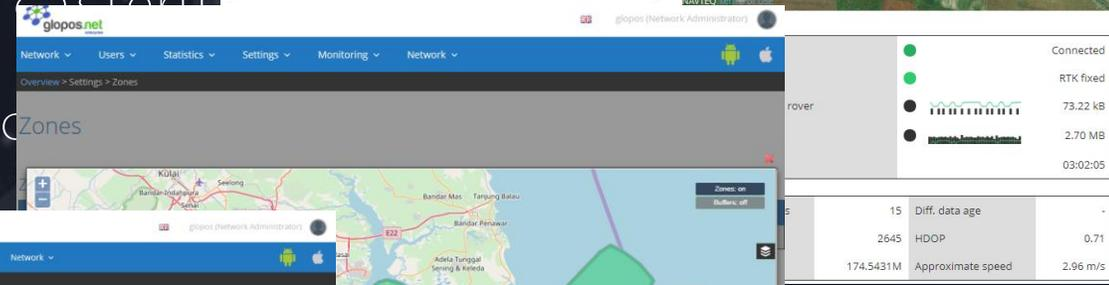 glopos.net
glopos (Network Administrator)
Network
Users
Statistics
Settings
Monitoring
Network
Overview > Settings > Zones
Zones
Kulai
Seelong
Bandar Indahpura
Senai
Bandar Mas
Tanjung Balau
Bandar Penawar
E22
Adela Tunggal
Sening & Keleda
Zones: on
Buffers: off
glopos (Network Administrator)
Network
NAVTEQ
Connected
RTK fixed
rover
73.22 kB
2.70 MB
03:02:05
s 15 Diff. data age -
2645 HDOP 0.71
174.5431M Approximate speed 2.96 m/s